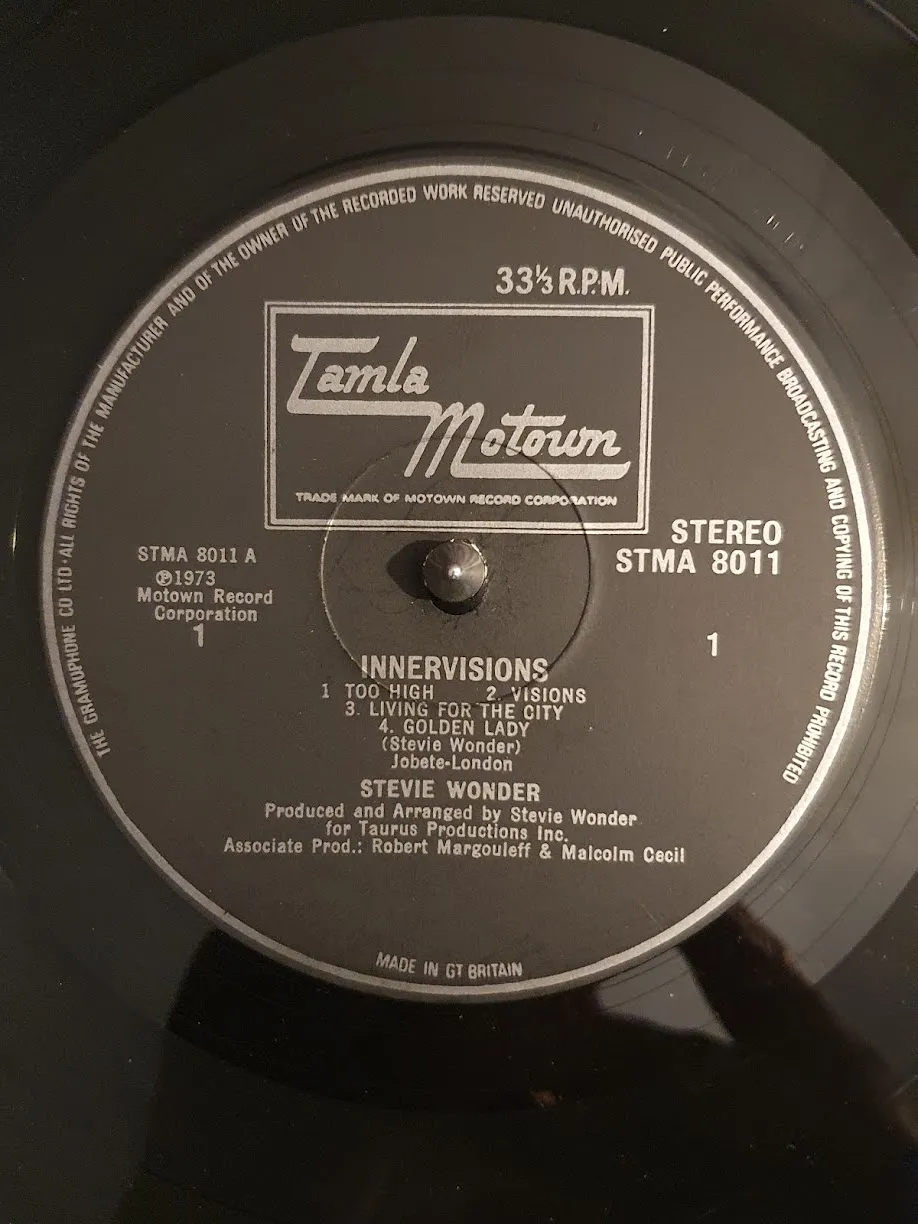 THE GRAMOPHONE CO LTD · ALL RIGHTS OF THE MANUFACTURER AND OF THE OWNER OF THE RECORDED WORK RESERVED UNAUTHORISED PUBLIC PERFORMANCE BROADCASTING AND COPYING OF THIS RECORD PROHIBITED
33⅓ R.P.M.
Tamla
Motown
TRADE MARK OF MOTOWN RECORD CORPORATION
STEREO
STMA 8011
1
STMA 8011 A
℗1973
Motown Record
Corporation
1
INNERVISIONS
1 TOO HIGH 2. VISIONS
3. LIVING FOR THE CITY
4. GOLDEN LADY
(Stevie Wonder)
Jobete-London
STEVIE WONDER
Produced and Arranged by Stevie Wonder
for Taurus Productions Inc.
Associate Prod.: Robert Margouleff & Malcolm Cecil
MADE IN GT BRITAIN